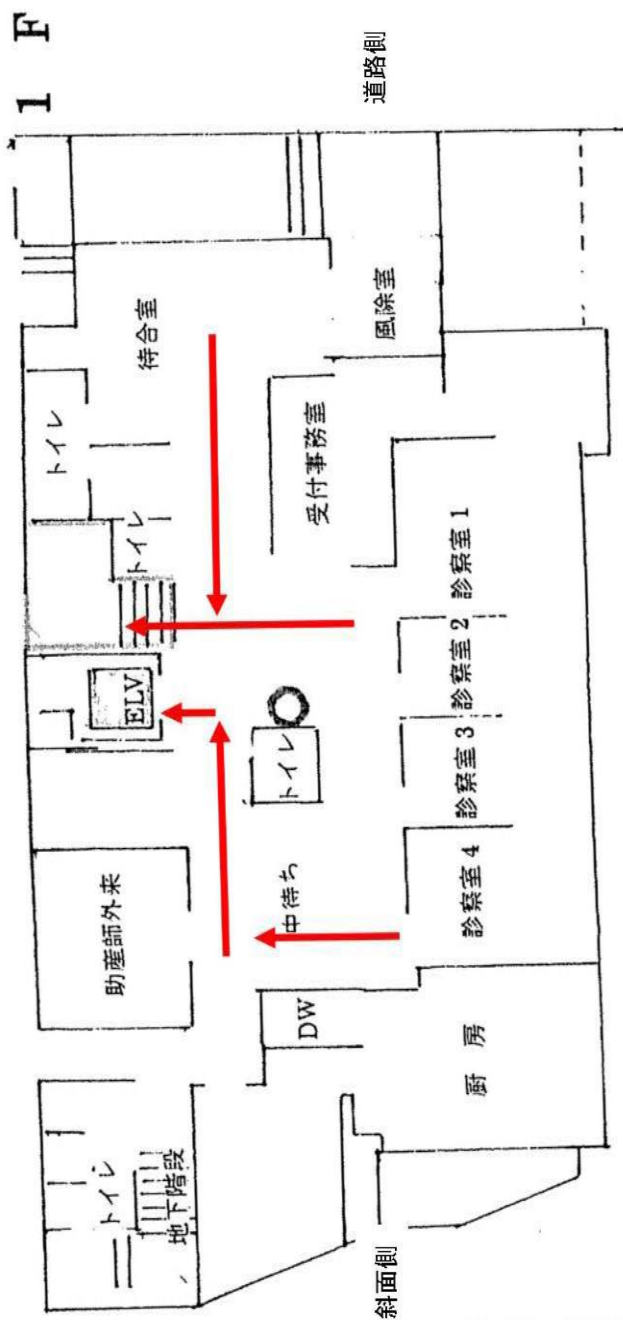 1 F
道路側
待合室
風除室
トイレ
受付事務室
トイレ
診察室1
ELV
診察室2
トイレ
診察室3
中待ち
診察室4
助産師外来
DW
厨房
トイレ
地下階段
斜面側